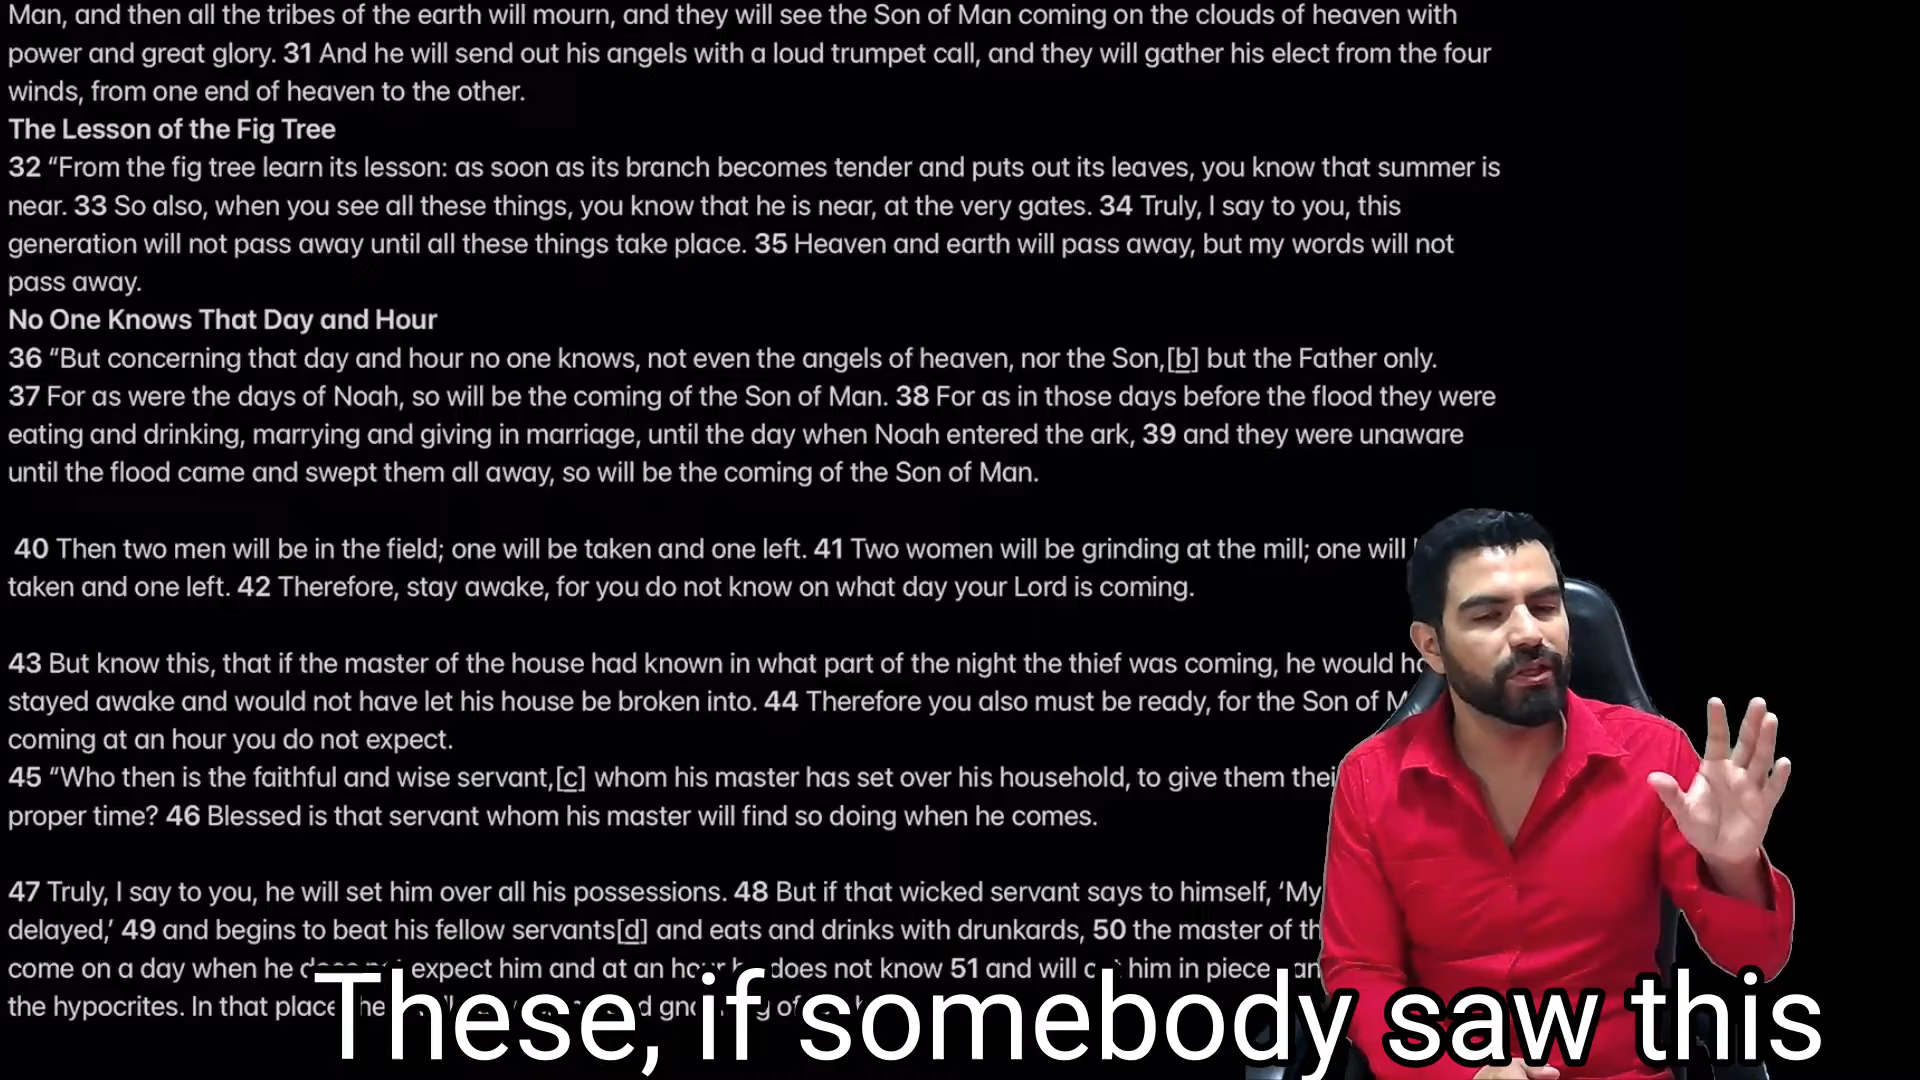 Man, and then all the tribes of the earth will mourn, and they will see the Son of Man coming on the clouds of heaven with
power and great glory. 31 And he will send out his angels with a loud trumpet call, and they will gather his elect from the four
winds, from one end of heaven to the other.
The Lesson of the Fig Tree
32 “From the fig tree learn its lesson: as soon as its branch becomes tender and puts out its leaves, you know that summer is
near. 33 So also, when you see all these things, you know that he is near, at the very gates. 34 Truly, I say to you, this
generation will not pass away until all these things take place. 35 Heaven and earth will pass away, but my words will not
pass away.
No One Knows That Day and Hour
36 “But concerning that day and hour no one knows, not even the angels of heaven, nor the Son,[b] but the Father only.
37 For as were the days of Noah, so will be the coming of the Son of Man. 38 For as in those days before the flood they were
eating and drinking, marrying and giving in marriage, until the day when Noah entered the ark, 39 and they were unaware
until the flood came and swept them all away, so will be the coming of the Son of Man.
40 Then two men will be in the field; one will be taken and one left. 41 Two women will be grinding at the mill; one will
taken and one left. 42 Therefore, stay awake, for you do not know on what day your Lord is coming.
43 But know this, that if the master of the house had known in what part of the night the thief was coming, he would
stayed awake and would not have let his house be broken into. 44 Therefore you also must be ready, for the Son of
coming at an hour you do not expect.
45 “Who then is the faithful and wise servant,[c] whom his master has set over his household, to give them
proper time? 46 Blessed is that servant whom his master will find so doing when he comes.
47 Truly, I say to you, he will set him over all his possessions. 48 But if that wicked servant says to himself, ‘My
delayed,’ 49 and begins to beat his fellow servants[d] and eats and drinks with drunkards, 50 the master of
come on a day when he expect him and at an does not know 51 and will him in
the hypocrites. In that place
These, if somebody saw this